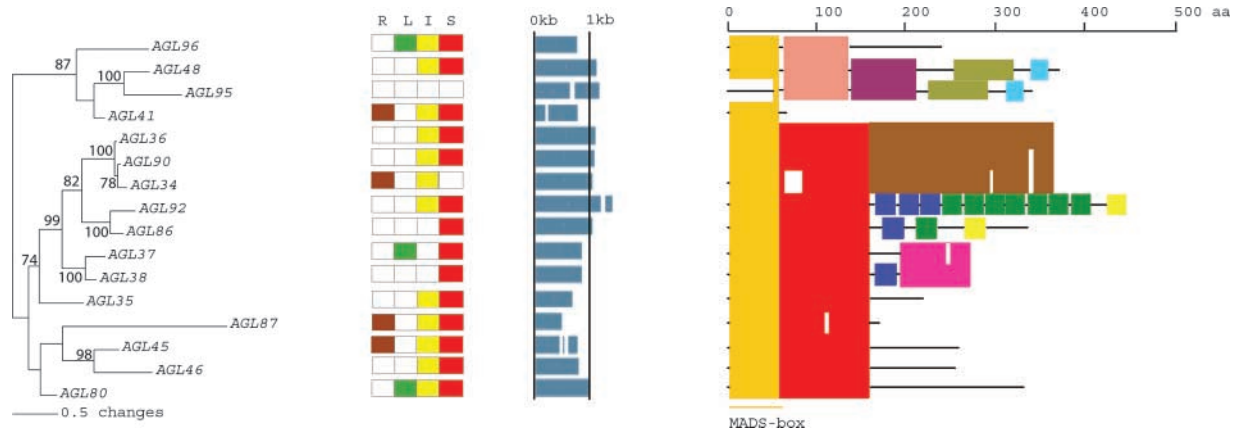 R L I S
0kb 1kb
0 100 200 300 400 500 aa
AGL96
87
AGL48
100
AGL95
AGL41
AGL36
100
AGL90
78
AGL34
82
AGL92
99
100
AGL86
AGL37
74
100
AGL38
AGL35
AGL87
AGL45
98
AGL46
AGL80
0.5 changes
MADS-box